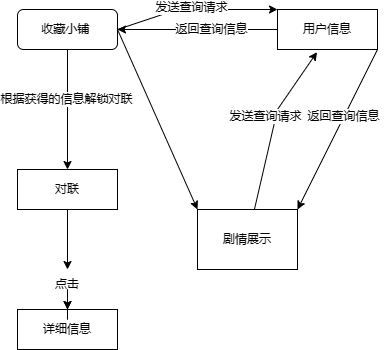 发送查询请求
收藏小铺
返回查询信息
用户信息
根据获得的信息解锁对联
发送查询请求
返回查询信息
对联
剧情展示
点击
详细信息